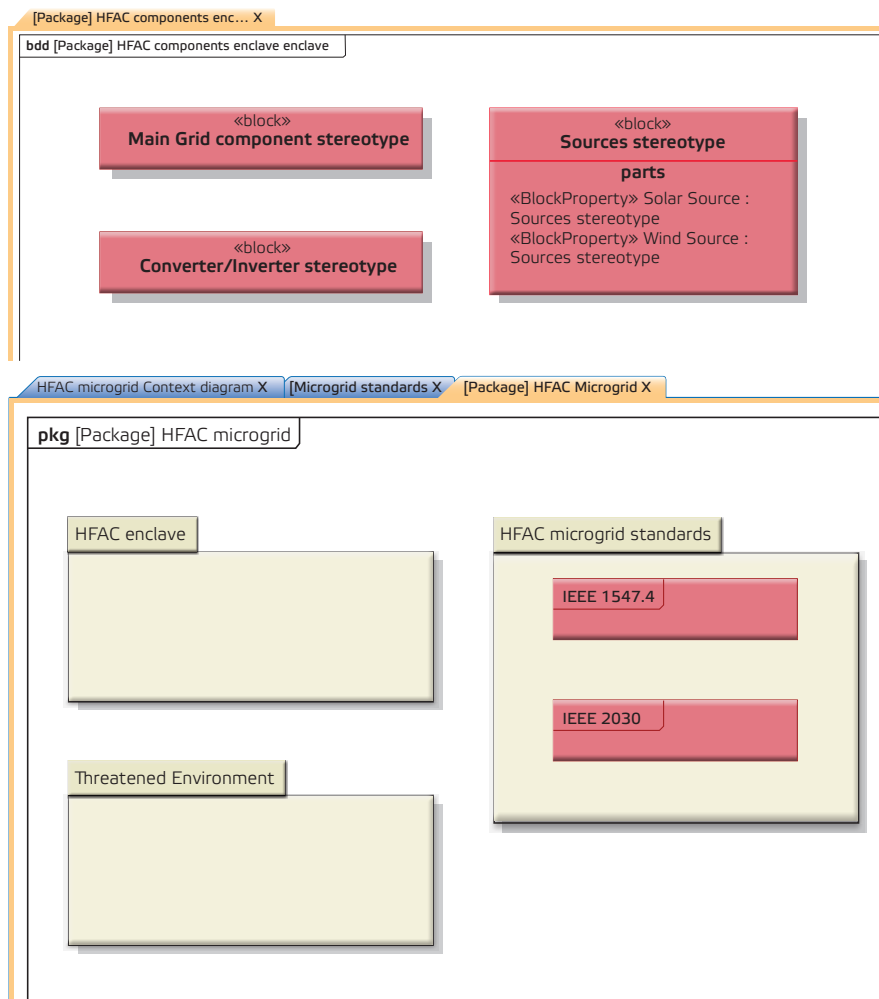 [Package] HFAC components enc... X
bdd [Package] HFAC components enclave enclave
«block»
Main Grid component stereotype
«block»
Sources stereotype
parts
«BlockProperty» Solar Source :
Sources stereotype
«BlockProperty» Wind Source :
Sources stereotype
«block»
Converter/Inverter stereotype
HFAC microgrid Context diagram X
[Microgrid standards X
[Package] HFAC Microgrid X
pkg [Package] HFAC microgrid
HFAC enclave
HFAC microgrid standards
IEEE 1547.4
IEEE 2030
Threatened Environment